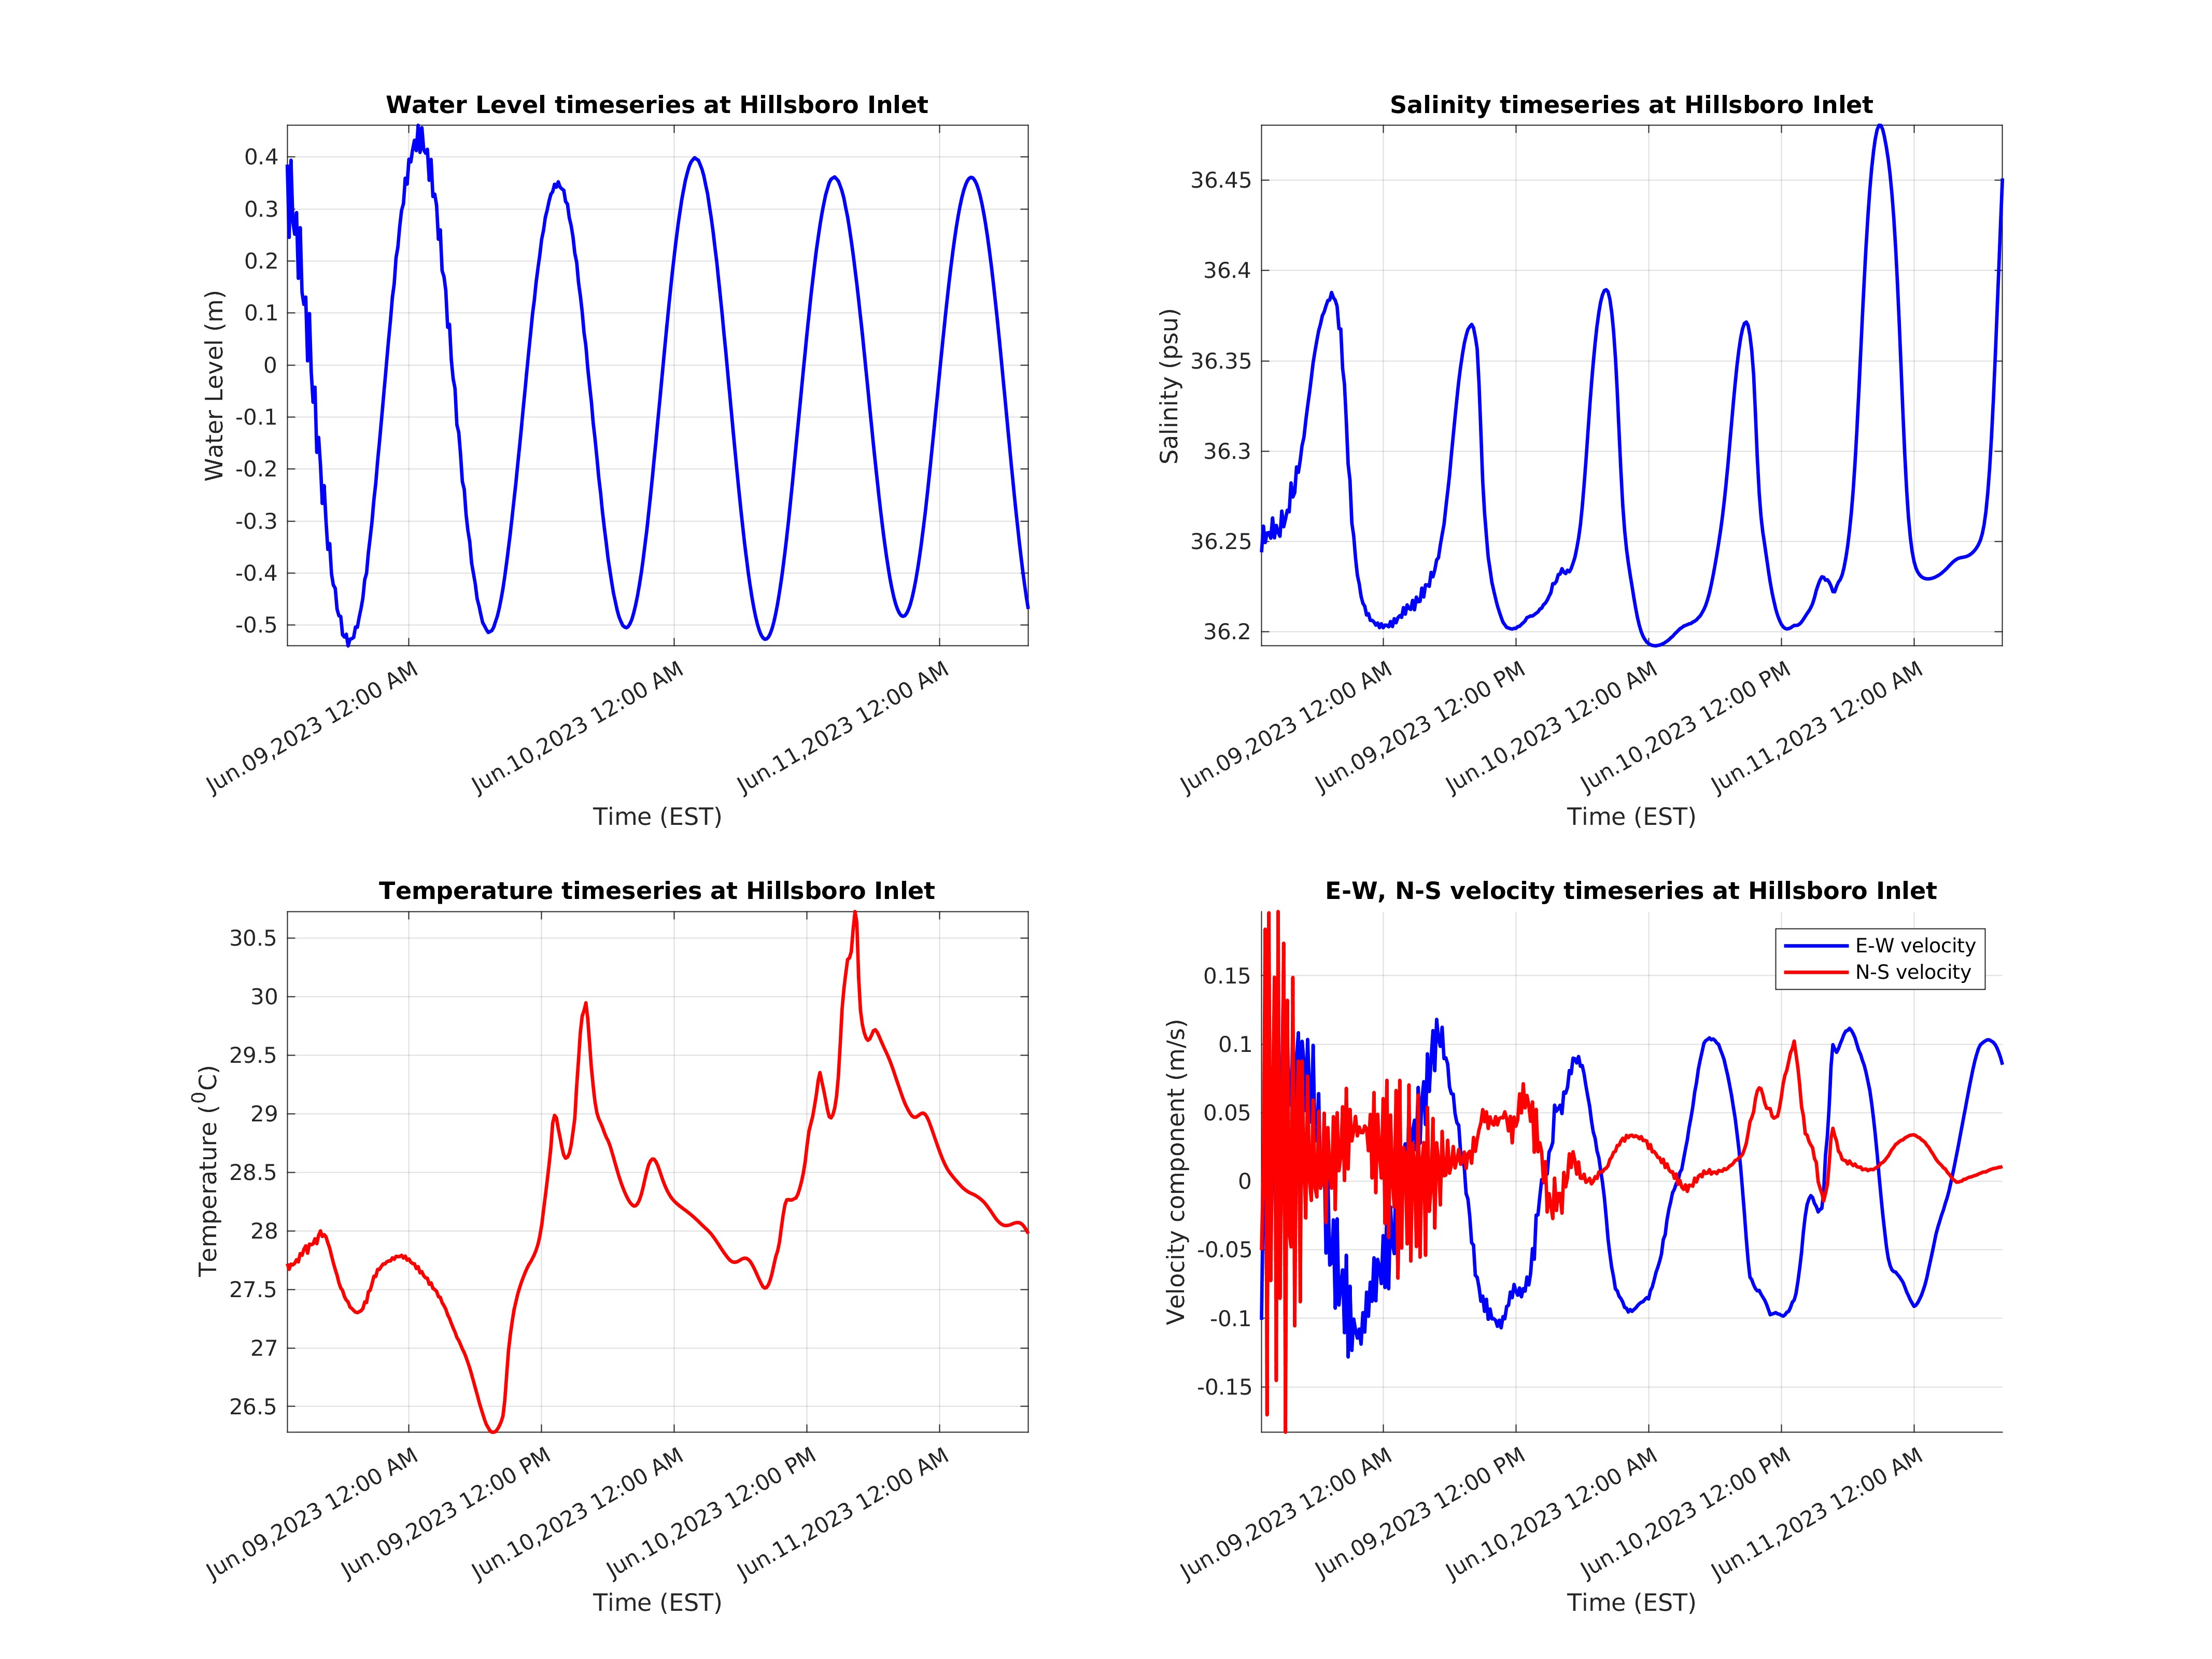 Water Level timeseries at Hillsboro Inlet
Water Level (m)
0.4
0.3
0.2
0.1
0
-0.1
-0.2
-0.3
-0.4
-0.5
Jun.09,2023 12:00 AM
Jun.10,2023 12:00 AM
Jun.11,2023 12:00 AM
Time (EST)
Salinity timeseries at Hillsboro Inlet
Salinity (psu)
36.45
36.4
36.35
36.3
36.25
36.2
Jun.09,2023 12:00 AM
Jun.09,2023 12:00 PM
Jun.10,2023 12:00 AM
Jun.10,2023 12:00 PM
Jun.11,2023 12:00 AM
Time (EST)
Temperature timeseries at Hillsboro Inlet
Temperature (⁰C)
30.5
30
29.5
29
28.5
28
27.5
27
26.5
Jun.09,2023 12:00 AM
Jun.09,2023 12:00 PM
Jun.10,2023 12:00 AM
Jun.10,2023 12:00 PM
Jun.11,2023 12:00 AM
Time (EST)
E-W, N-S velocity timeseries at Hillsboro Inlet
Velocity component (m/s)
0.15
0.1
0.05
0
-0.05
-0.1
-0.15
E-W velocity
N-S velocity
Jun.09,2023 12:00 AM
Jun.09,2023 12:00 PM
Jun.10,2023 12:00 AM
Jun.10,2023 12:00 PM
Jun.11,2023 12:00 AM
Time (EST)